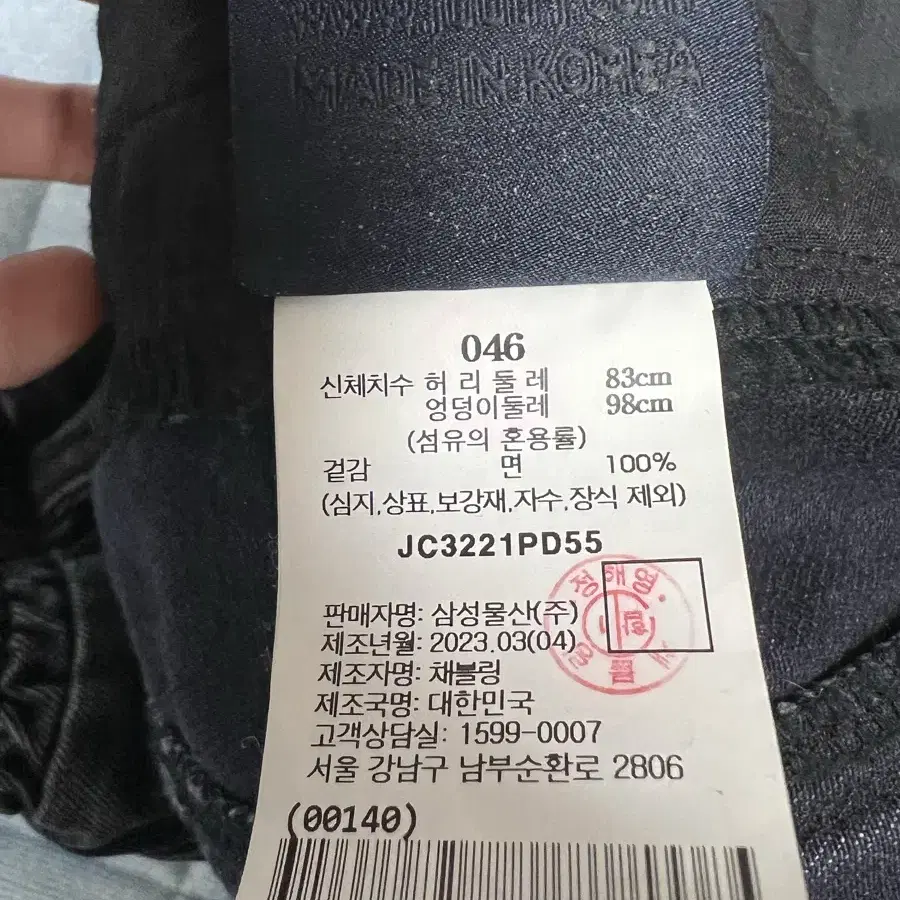 MADE IN KOREA
046
신체치수 허 리 둘 레 83cm
엉덩이둘레 98cm
(섬유의 혼용률)
겉감 면 100%
(심지,상표,보강재,자수,장식 제외)
JC3221PD55
판매자명: 삼성물산(주)
제조년월: 2023.03(04)
제조자명: 채블링
제조국명: 대한민국
고객상담실: 1599-0007
서울 강남구 남부순환로 2806
(00140)